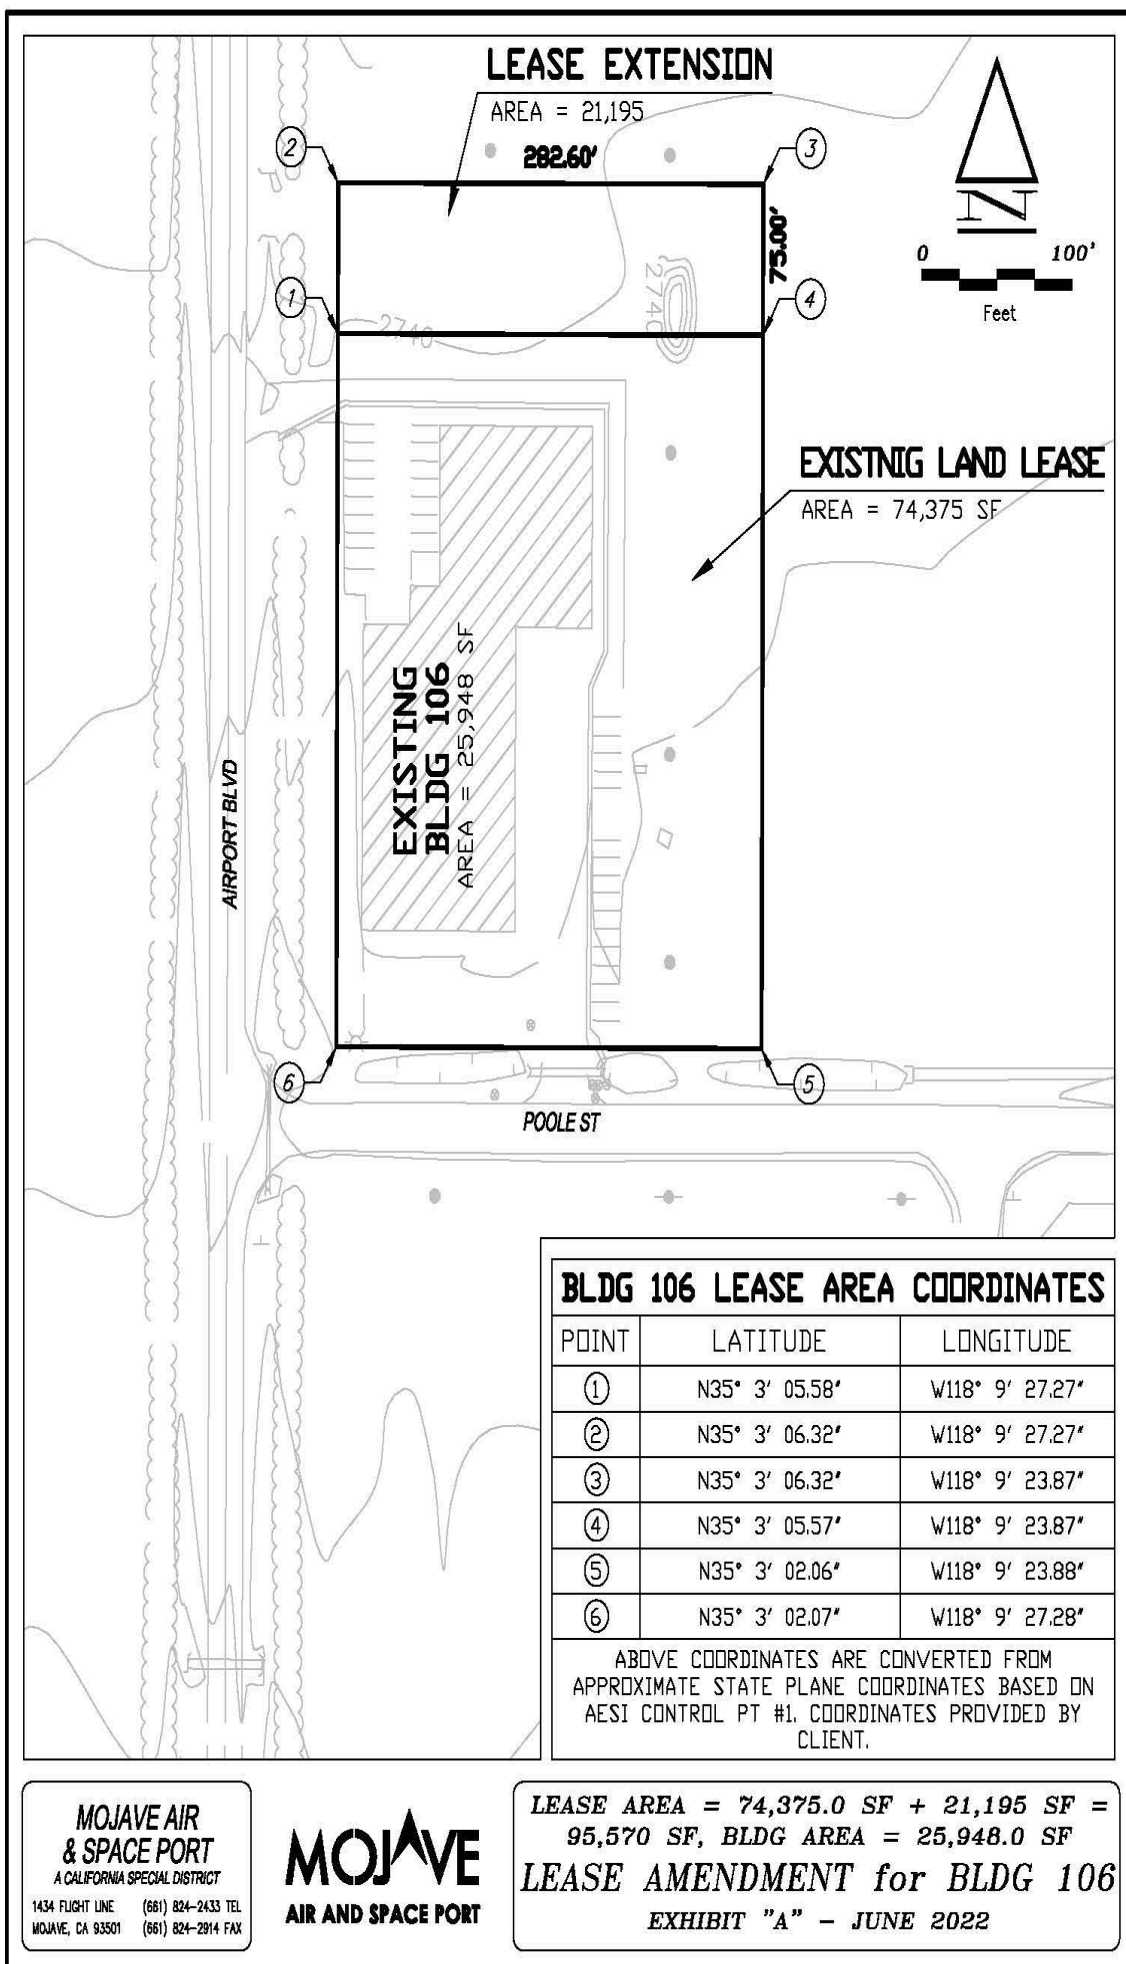 LEASE EXTENSION
AREA = 21,195
282.60'
2
3
75.00'
1
4
N
0 100'
Feet
2740
2740
EXISTNIG LAND LEASE
AREA = 74,375 SF
EXISTING
BLDG 106
AREA = 25,948 SF
AIRPORT BLVD
6
5
POOLE ST
BLDG 106 LEASE AREA COORDINATES
POINT LATITUDE LONGITUDE
1 N35° 3' 05.58" W118° 9' 27.27"
2 N35° 3' 06.32" W118° 9' 27.27"
3 N35° 3' 06.32" W118° 9' 23.87"
4 N35° 3' 05.57" W118° 9' 23.87"
5 N35° 3' 02.06" W118° 9' 23.88"
6 N35° 3' 02.07" W118° 9' 27.28"
ABOVE COORDINATES ARE CONVERTED FROM
APPROXIMATE STATE PLANE COORDINATES BASED ON
AESI CONTROL PT #1. COORDINATES PROVIDED BY
CLIENT.
MOJAVE AIR
& SPACE PORT
A CALIFORNIA SPECIAL DISTRICT
1434 FLIGHT LINE (661) 824-2433 TEL
MOJAVE, CA 93501 (661) 824-2914 FAX
MOJAVE
AIR AND SPACE PORT
LEASE AREA = 74,375.0 SF + 21,195 SF =
95,570 SF, BLDG AREA = 25,948.0 SF
LEASE AMENDMENT for BLDG 106
EXHIBIT "A" - JUNE 2022